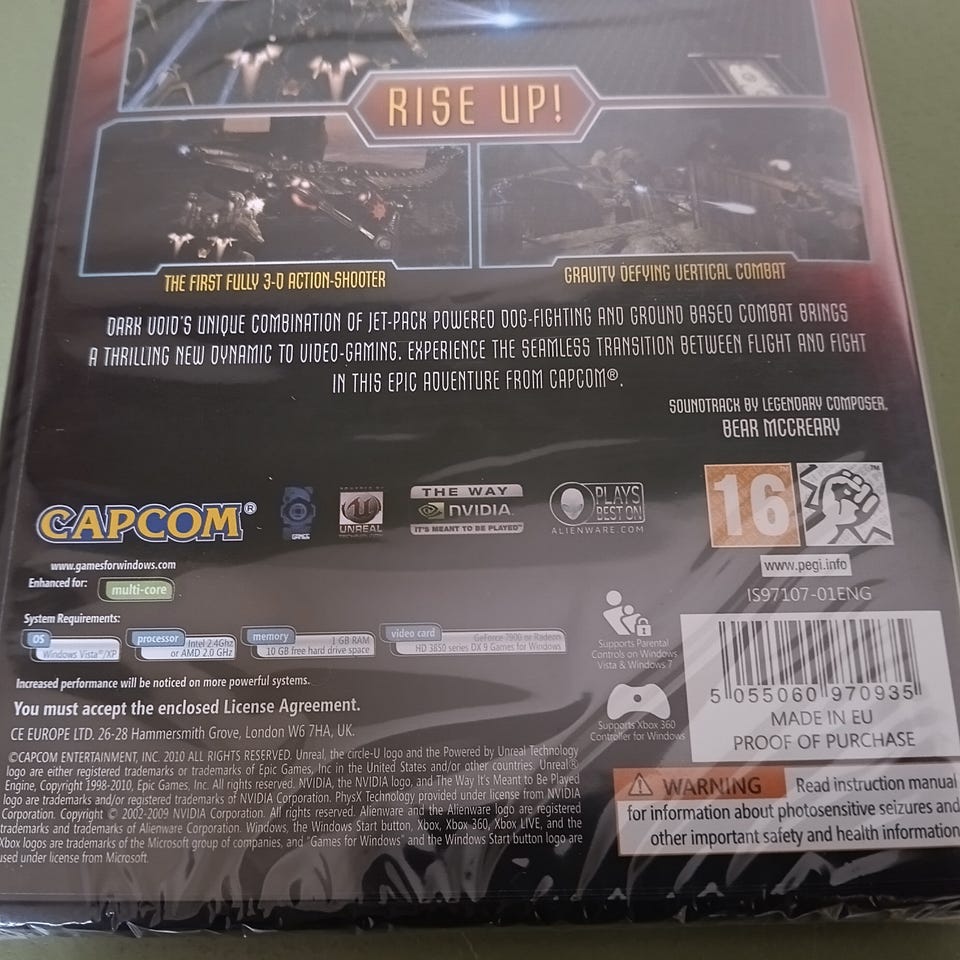 RISE UP!
THE FIRST FULLY 3-D ACTION-SHOOTER
GRAVITY DEFYING VERTICAL COMBAT
DARK VOID'S UNIQUE COMBINATION OF JET-PACK POWERED DOG-FIGHTING AND GROUND BASED COMBAT BRINGS
A THRILLING NEW DYNAMIC TO VIDEO-GAMING. EXPERIENCE THE SEAMLESS TRANSITION BETWEEN FLIGHT AND FIGHT
IN THIS EPIC ADVENTURE FROM CAPCOM®.
SOUNDTRACK BY LEGENDARY COMPOSER,
BEAR MCCREARY
CAPCOM®
GAMES
POWERED BY
UNREAL
TECHNOLOGY
THE WAY
NVIDIA.
IT'S MEANT TO BE PLAYED™
PLAYS
BEST ON
ALIENWARE.COM
16
™
www.pegi.info
IS97107-01ENG
www.gamesforwindows.com
Enhanced for: multi-core
System Requirements:
OS
Windows Vista®/XP
processor
Intel 2.4Ghz
or AMD 2.0 GHz
memory
1 GB RAM
10 GB free hard drive space
video card
GeForce 7900 or Radeon
HD 3850 series DX 9 Games for Windows
Supports Parental
Controls on Windows
Vista & Windows 7
Supports Xbox 360
Controller for Windows
Increased performance will be noticed on more powerful systems.
You must accept the enclosed License Agreement.
CE EUROPE LTD. 26-28 Hammersmith Grove, London W6 7HA, UK.
©CAPCOM ENTERTAINMENT, INC. 2010 ALL RIGHTS RESERVED. Unreal, the circle-U logo and the Powered by Unreal Technology
logo are either registered trademarks or trademarks of Epic Games, Inc in the United States and/or other countries. Unreal®
Engine, Copyright 1998-2010, Epic Games, Inc. All rights reserved. NVIDIA, the NVIDIA logo, and The Way It's Meant to Be Played
logo are trademarks and/or registered trademarks of NVIDIA Corporation. PhysX Technology provided under license from NVIDIA
Corporation. Copyright © 2002-2009 NVIDIA Corporation. All rights reserved. Alienware and the Alienware logo are registered
trademarks and trademarks of Alienware Corporation. Windows, the Windows Start button, Xbox, Xbox 360, Xbox LIVE, and the
Xbox logos are trademarks of the Microsoft group of companies, and "Games for Windows" and the Windows Start button logo are
used under license from Microsoft.
5 055060 970935
MADE IN EU
PROOF OF PURCHASE
WARNING Read instruction manual
for information about photosensitive seizures and
other important safety and health information